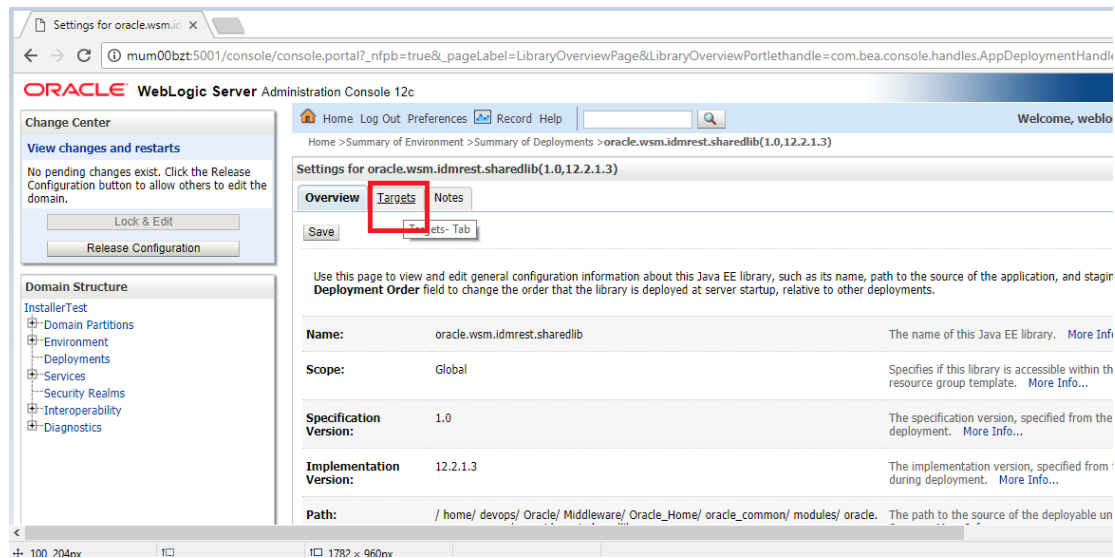 Settings for oracle.wsm.ic
mum00bzt:5001/console/console.portal?_nfpb=true&_pageLabel=LibraryOverviewPage&LibraryOverviewPortlethandle=com.bea.console.handles.AppDeploymentHandle
ORACLE WebLogic Server Administration Console 12c
Change Center
View changes and restarts
No pending changes exist. Click the Release
Configuration button to allow others to edit the
domain.
Lock & Edit
Release Configuration
Domain Structure
InstallerTest
Domain Partitions
Environment
Deployments
Services
Security Realms
Interoperability
Diagnostics
Home Log Out Preferences Record Help
Welcome, weblo
Home >Summary of Environment >Summary of Deployments >oracle.wsm.idmrest.sharedlib(1.0,12.2.1.3)
Settings for oracle.wsm.idmrest.sharedlib(1.0,12.2.1.3)
Overview Targets Notes
Save
Targets- Tab
Use this page to view and edit general configuration information about this Java EE library, such as its name, path to the source of the application, and stagin
Deployment Order field to change the order that the library is deployed at server startup, relative to other deployments.
Name: oracle.wsm.idmrest.sharedlib The name of this Java EE library. More Info
Scope: Global Specifies if this library is accessible within th
resource group template. More Info...
Specification 1.0 The specification version, specified from the
Version: deployment. More Info...
Implementation 12.2.1.3 The implementation version, specified from
Version: during deployment. More Info...
Path: / home/ devops/ Oracle/ Middleware/ Oracle_Home/ oracle_common/ modules/ oracle. The path to the source of the deployable un
100, 204px 1782 × 960px